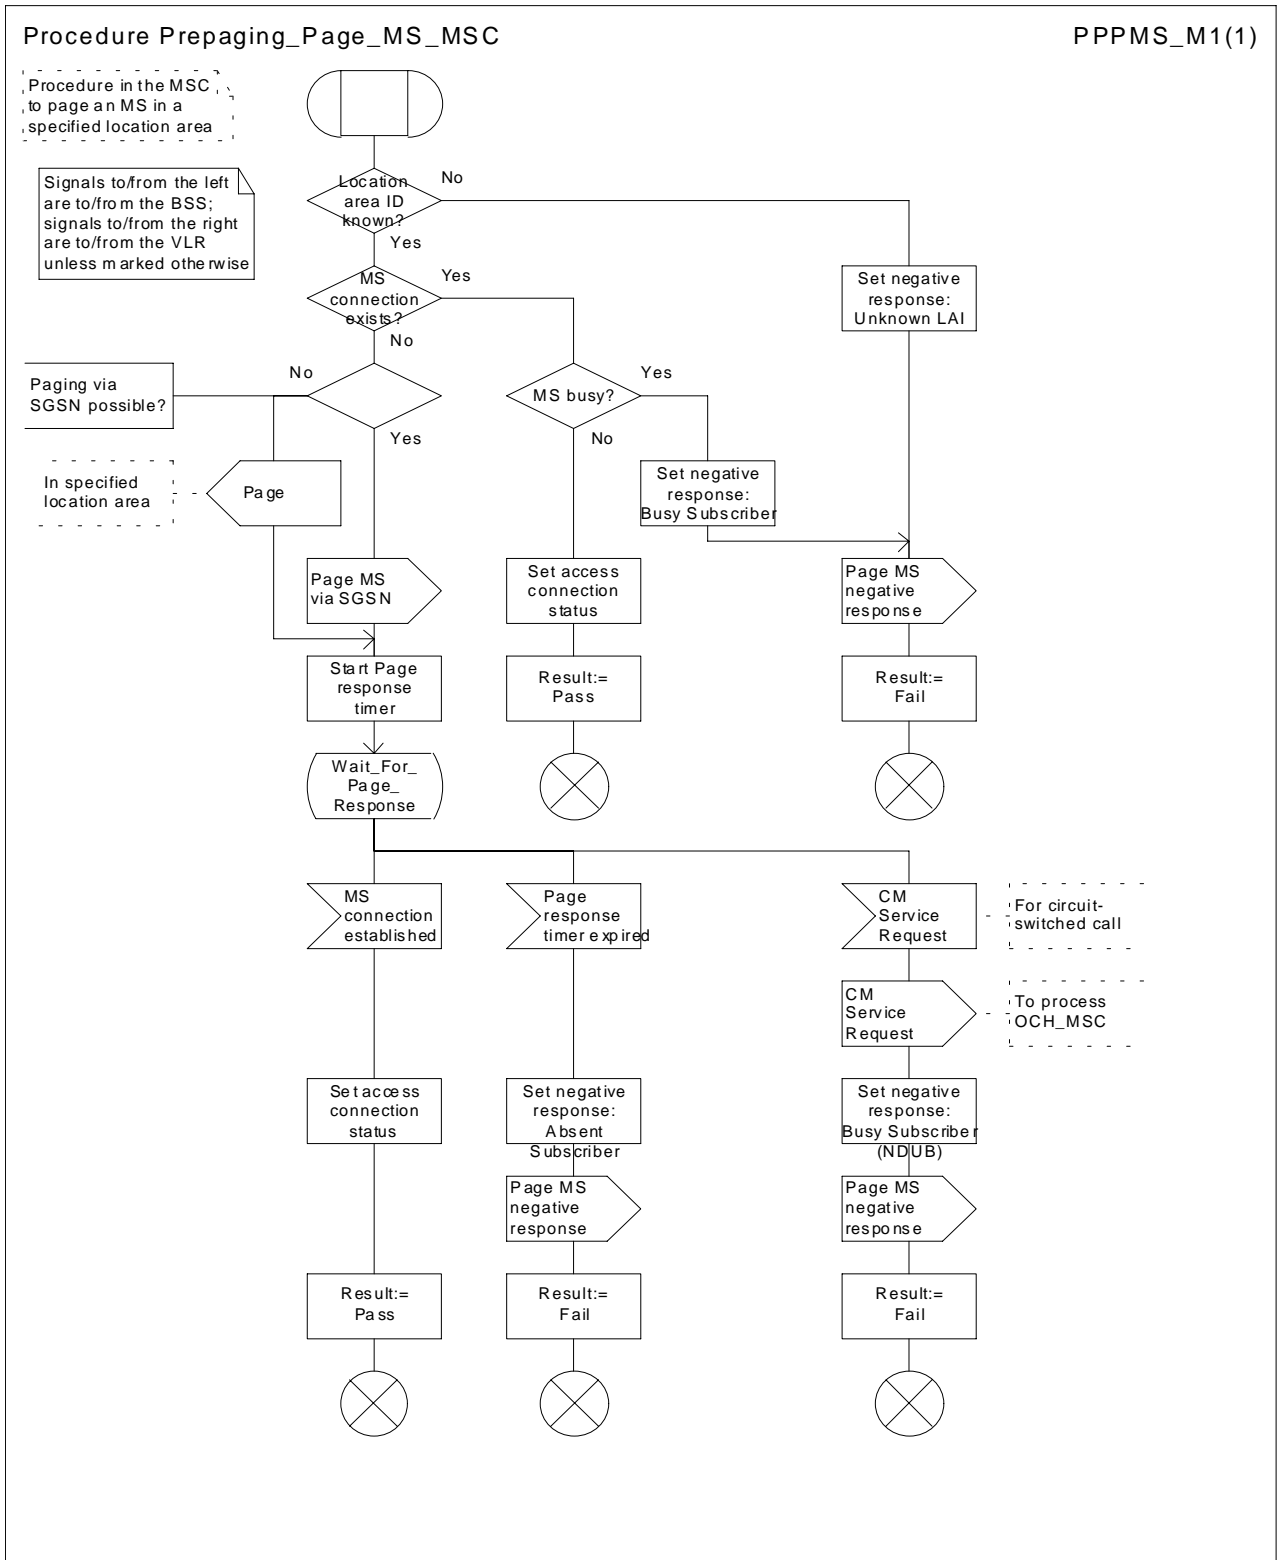 Procedure Prepaging_Page_MS_MSC
PPPMS_M1(1)
Procedure in the MSC
to page an MS in a
specified location area
Signals to/from the left
are to/from the BSS;
signals to/from the right
are to/from the VLR
unless marked otherwise
Location
area ID
known?
No
Yes
MS
connection
exists?
Yes
No
Set negative
response:
Unknown LAI
Paging via
SGSN possible?
No
Yes
MS busy?
Yes
No
In specified
location area
Page
Set negative
response:
Busy Subscriber
Page MS
via SGSN
Set access
connection
status
Page MS
negative
response
Start Page
response
timer
Result:=
Pass
Result:=
Fail
Wait_For_
Page_
Response
MS
connection
established
Page
response
timer expired
CM
Service
Request
For circuit-
switched call
CM
Service
Request
To process
OCH_MSC
Set access
connection
status
Set negative
response:
Absent
Subscriber
Set negative
response:
Busy Subscriber
(NDUB)
Page MS
negative
response
Page MS
negative
response
Result:=
Pass
Result:=
Fail
Result:=
Fail